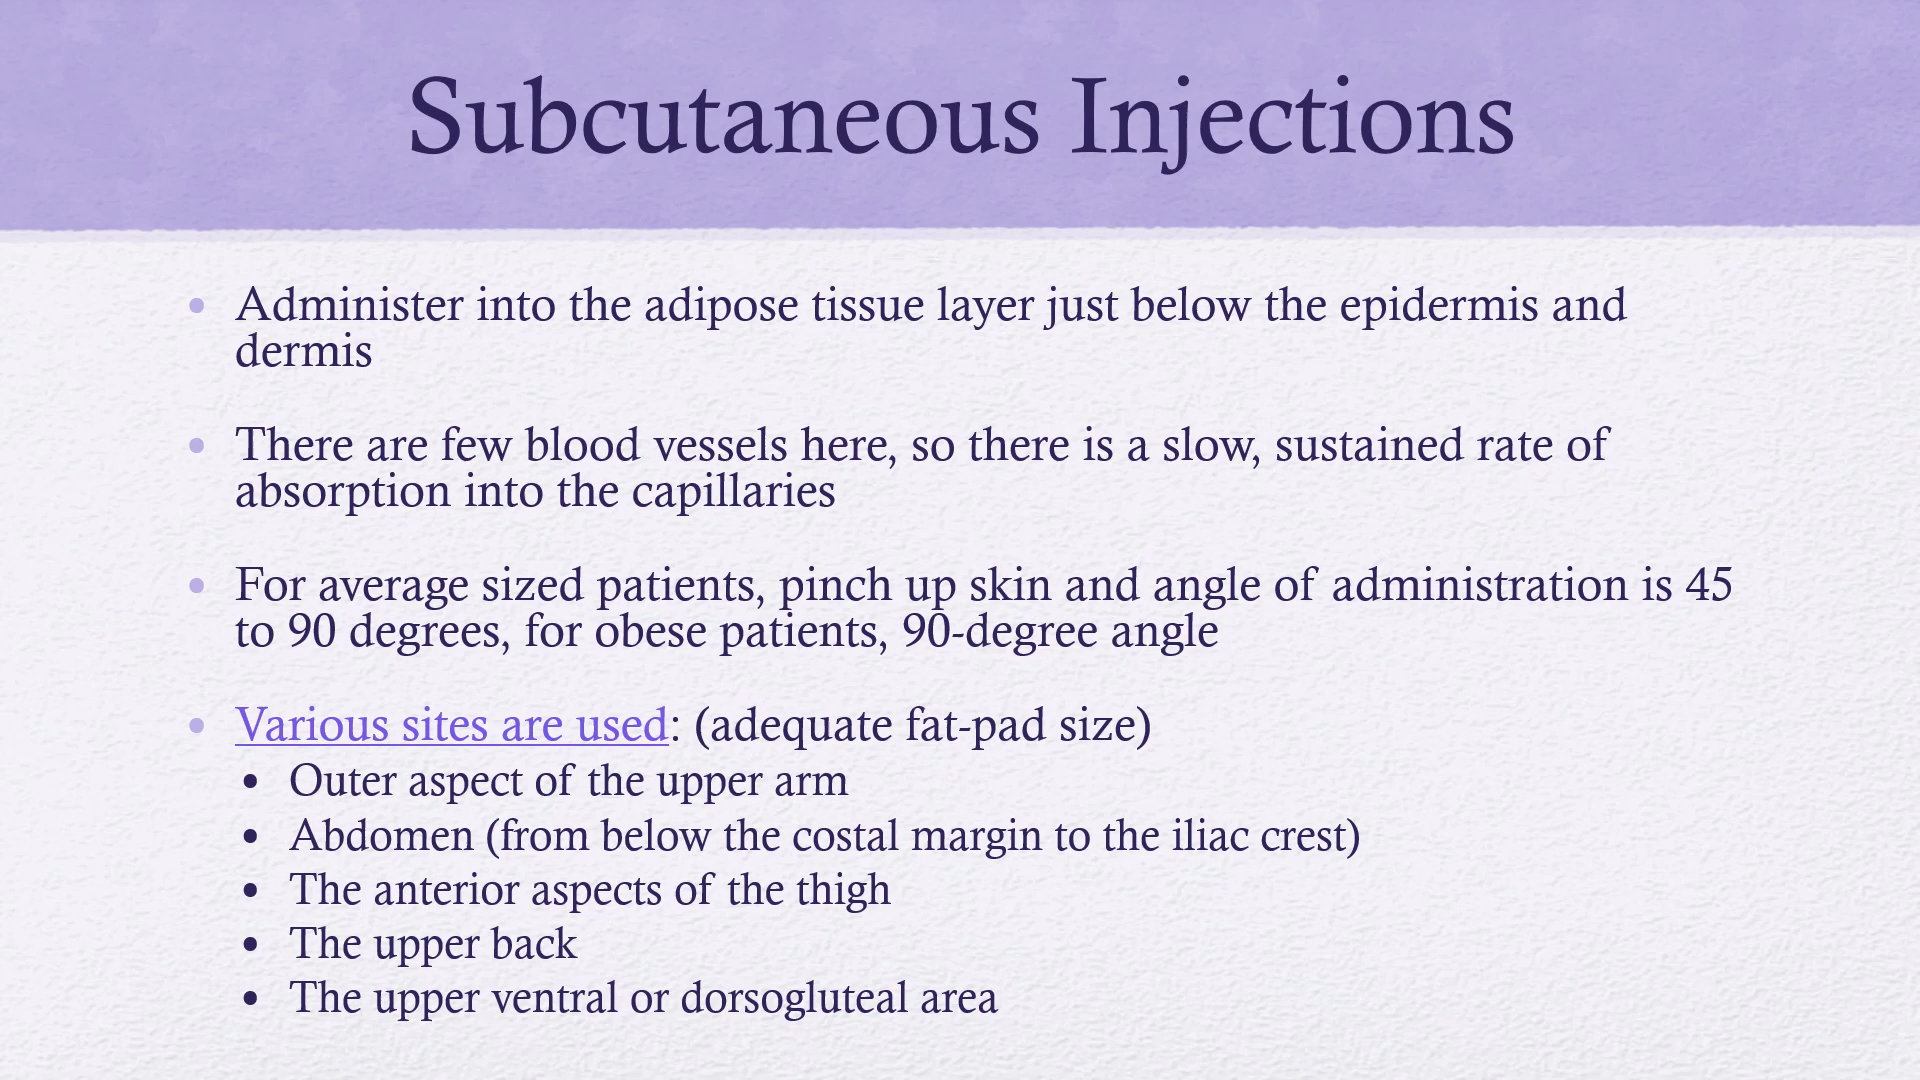 Subcutaneous Injections
• Administer into the adipose tissue layer just below the epidermis and
dermis
• There are few blood vessels here, so there is a slow, sustained rate of
absorption into the capillaries
• For average sized patients, pinch up skin and angle of administration is 45
to 90 degrees, for obese patients, 90-degree angle
• Various sites are used: (adequate fat-pad size)
• Outer aspect of the upper arm
• Abdomen (from below the costal margin to the iliac crest)
• The anterior aspects of the thigh
• The upper back
• The upper ventral or dorsogluteal area